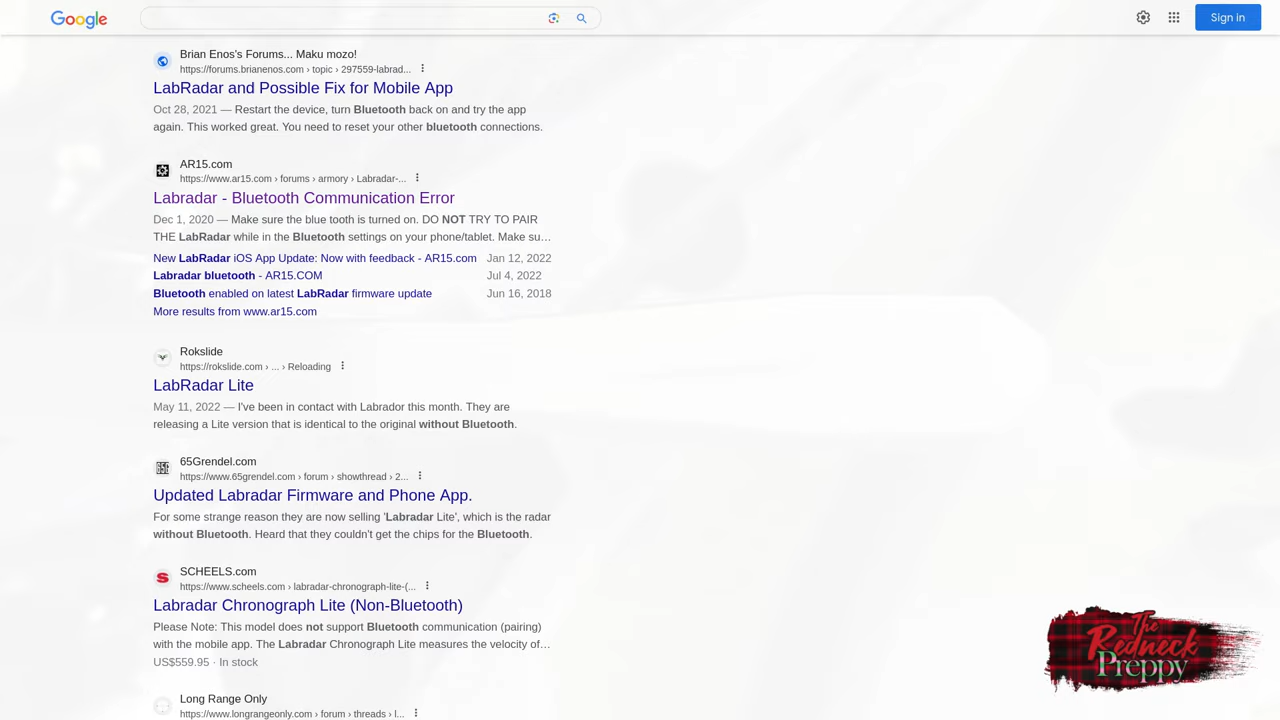 Google
Sign in
Brian Enos's Forums... Maku mozo!
https://forums.brianenos.com › topic › 297559-labrad...
LabRadar and Possible Fix for Mobile App
Oct 28, 2021 — Restart the device, turn Bluetooth back on and try the app
again. This worked great. You need to reset your other bluetooth connections.
AR15.com
https://www.ar15.com › forums › armory › Labradar-...
Labradar - Bluetooth Communication Error
Dec 1, 2020 — Make sure the blue tooth is turned on. DO NOT TRY TO PAIR
THE LabRadar while in the Bluetooth settings on your phone/tablet. Make su...
New LabRadar iOS App Update: Now with feedback - AR15.com Jan 12, 2022
Labradar bluetooth - AR15.COM Jul 4, 2022
Bluetooth enabled on latest LabRadar firmware update Jun 16, 2018
More results from www.ar15.com
Rokslide
https://rokslide.com › ... › Reloading
LabRadar Lite
May 11, 2022 — I've been in contact with Labrador this month. They are
releasing a Lite version that is identical to the original without Bluetooth.
65Grendel.com
https://www.65grendel.com › forum › showthread › 2...
Updated Labradar Firmware and Phone App.
For some strange reason they are now selling 'Labradar Lite', which is the radar
without Bluetooth. Heard that they couldn't get the chips for the Bluetooth.
SCHEELS.com
https://www.scheels.com › labradar-chronograph-lite-(...
Labradar Chronograph Lite (Non-Bluetooth)
Please Note: This model does not support Bluetooth communication (pairing)
with the mobile app. The Labradar Chronograph Lite measures the velocity of...
US$559.95 · In stock
The
Redneck
Preppy
Long Range Only
https://www.longrangeonly.com › forum › threads › l...